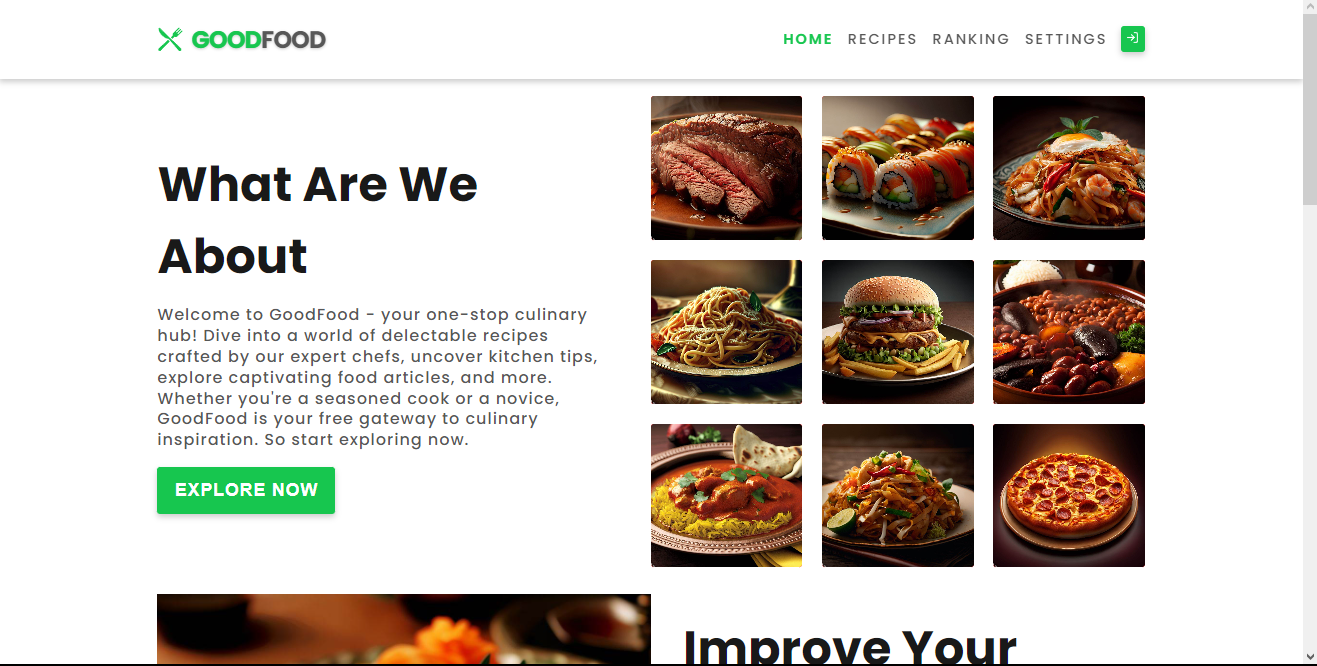 GOODFOOD
HOME RECIPES RANKING SETTINGS
What Are We
About
Welcome to GoodFood - your one-stop culinary
hub! Dive into a world of delectable recipes
crafted by our expert chefs, uncover kitchen tips,
explore captivating food articles, and more.
Whether you're a seasoned cook or a novice,
GoodFood is your free gateway to culinary
inspiration. So start exploring now.
EXPLORE NOW
Improve Your